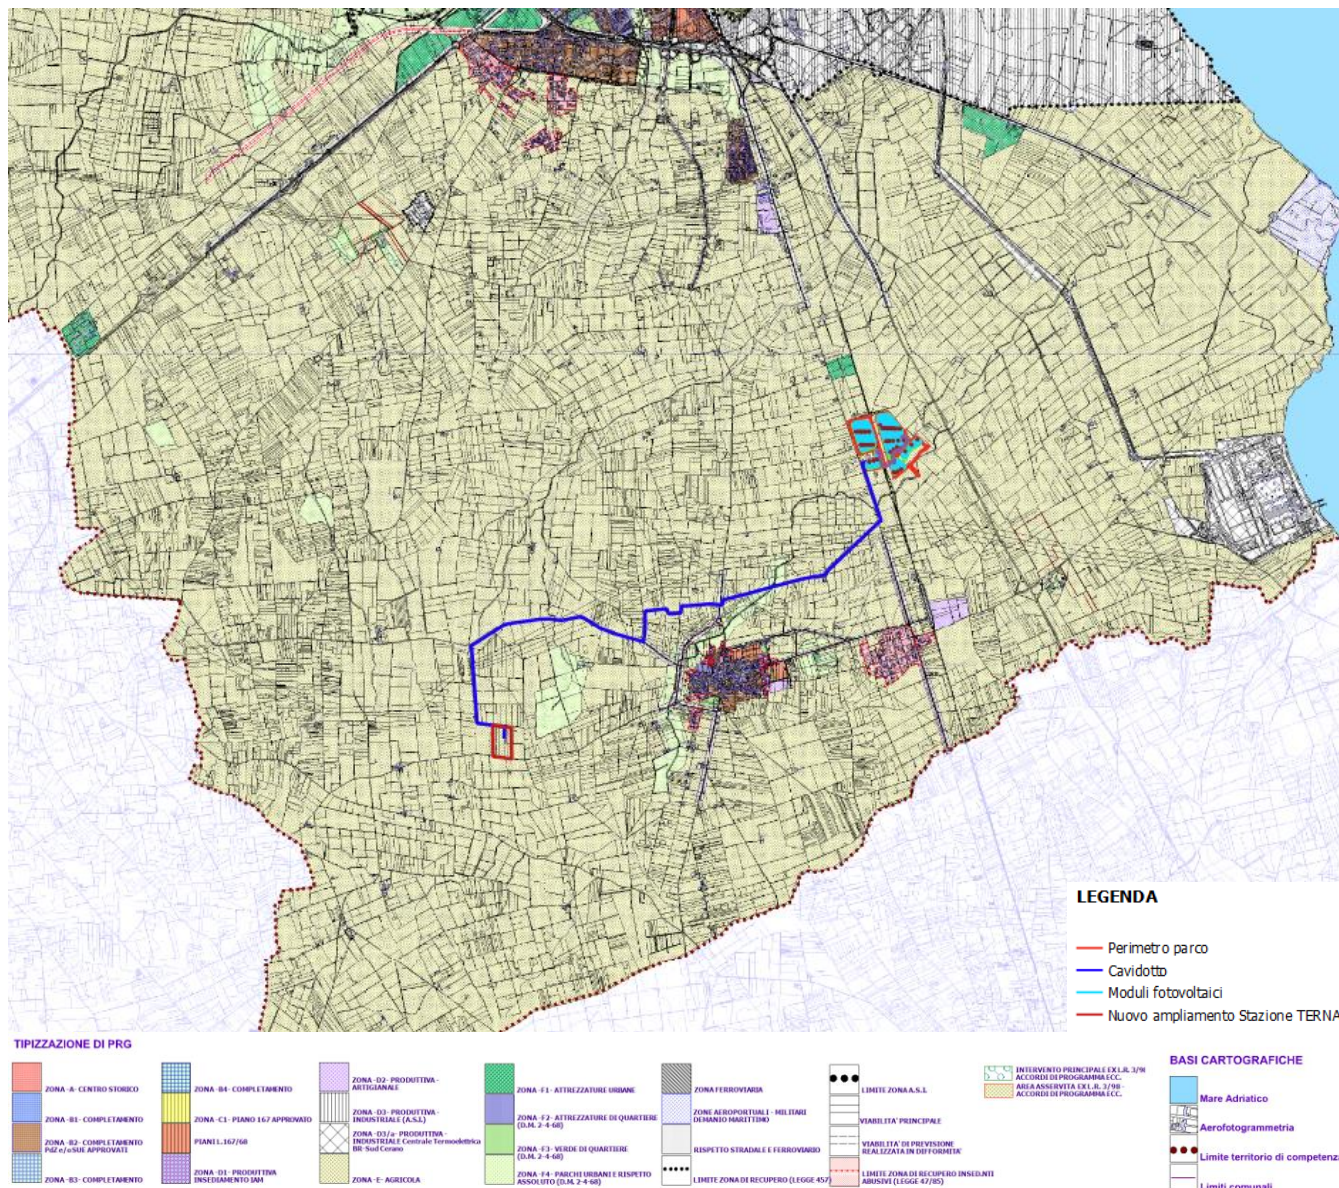 LEGENDA
Perimetro parco
Cavidotto
Moduli fotovoltaici
Nuovo ampliamento Stazione TERNA
TIPIZZAZIONE DI PRG
ZONA -A- CENTRO STORICO
ZONA -B1- COMPLETAMENTO
ZONA -B2- COMPLETAMENTO
PdZ e/o SUE APPROVATI
ZONA -B3- COMPLETAMENTO
ZONA -B4- COMPLETAMENTO
ZONA -C1- PIANO 167 APPROVATO
PIANI L.167/68
ZONA -D1- PRODUTTIVA
INSEDIAMENTO IAM
ZONA -D2- PRODUTTIVA -
ARTIGIANALE
ZONA -D3- PRODUTTIVA -
INDUSTRIALE (A.S.I.)
ZONA -D3/a- PRODUTTIVA -
INDUSTRIALE Centrale Termoelettrica
BR-Sud Cerano
ZONA -E- AGRICOLA
ZONA -F1- ATTREZZATURE URBANE
ZONA -F2- ATTREZZATURE DI QUARTIERE
(D.M. 2-4-68)
ZONA -F3- VERDE DI QUARTIERE
(D.M. 2-4-68)
ZONA -F4- PARCHI URBANI E RISPETTO
ASSOLUTO (D.M. 2-4-68)
ZONA FERROVIARIA
ZONE AEROPORTUALI - MILITARI
DEMANIO MARITTIMO
RISPETTO STRADALE E FERROVIARIO
LIMITE ZONA DI RECUPERO (LEGGE 457)
LIMITE ZONA A.S.I.
VIABILITA' PRINCIPALE
VIABILITA' DI PREVISIONE
REALIZZATA IN DIFFORMITA'
LIMITE ZONA DI RECUPERO INSED.NTI
ABUSIVI (LEGGE 47/85)
INTERVENTO PRINCIPALE EX L.R. 3/9
ACCORDI DI PROGRAMMA ECC.
AREA ASSERVITA EX L.R. 3/98 -
ACCORDI DI PROGRAMMA ECC.
BASI CARTOGRAFICHE
Mare Adriatico
Aerofotogrammetria
Limite territorio di competenza
Limiti comunali